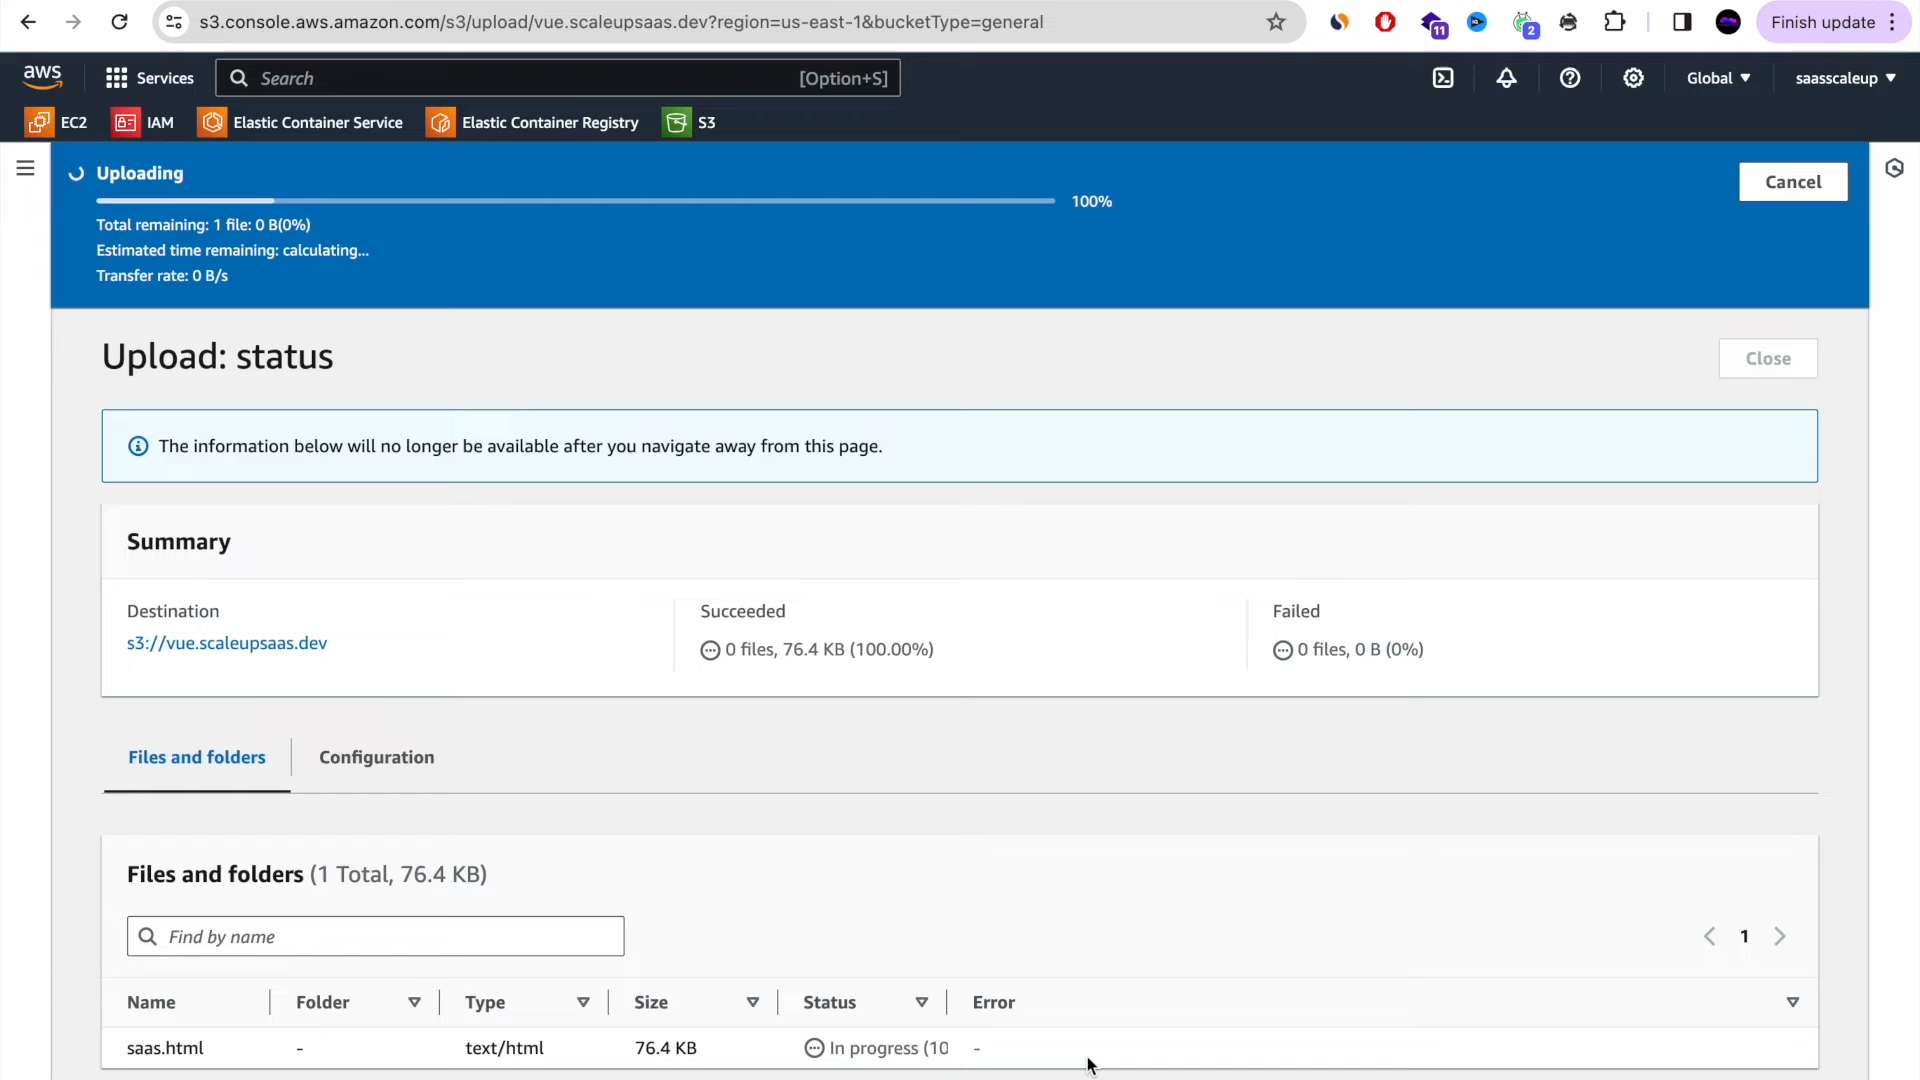 s3.console.aws.amazon.com/s3/upload/vue.scaleupsaas.dev?region=us-east-1&bucketType=general
11
2
Finish update
aws
Services
Search
[Option+S]
Global
saasscaleup
EC2
IAM
Elastic Container Service
Elastic Container Registry
S3
Uploading
Cancel
100%
Total remaining: 1 file: 0 B(0%)
Estimated time remaining: calculating...
Transfer rate: 0 B/s
Upload: status
Close
The information below will no longer be available after you navigate away from this page.
Summary
Destination
Succeeded
Failed
s3://vue.scaleupsaas.dev
0 files, 76.4 KB (100.00%)
0 files, 0 B (0%)
Files and folders
Configuration
Files and folders (1 Total, 76.4 KB)
Find by name
1
Name
Folder
Type
Size
Status
Error
saas.html
-
text/html
76.4 KB
In progress (10
-